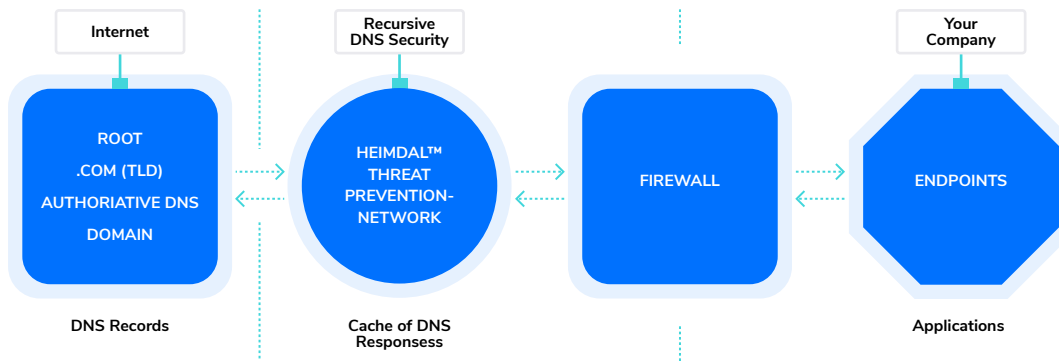 Internet
Recursive
DNS Security
Your
Company
ROOT
.COM (TLD)
AUTHORIATIVE DNS
DOMAIN
HEIMDAL™
THREAT
PREVENTION-
NETWORK
FIREWALL
ENDPOINTS
DNS Records
Cache of DNS
Responsess
Applications